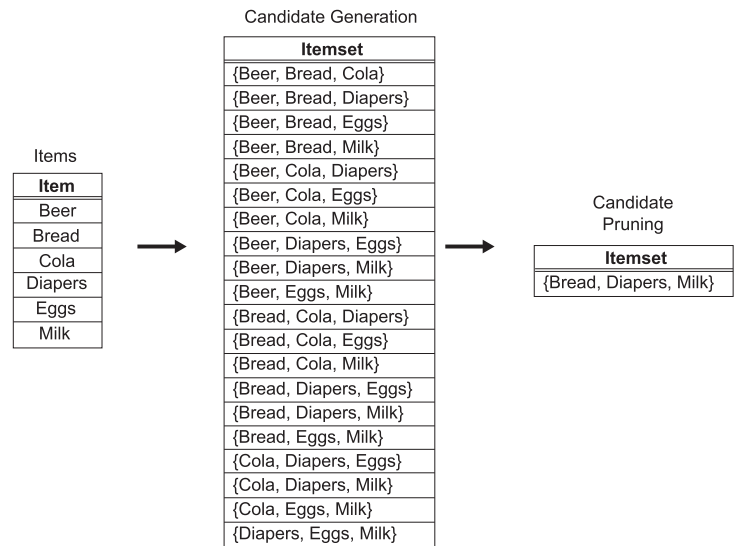 Candidate Generation
Itemset
{Beer, Bread, Cola}
{Beer, Bread, Diapers}
{Beer, Bread, Eggs}
{Beer, Bread, Milk}
{Beer, Cola, Diapers}
{Beer, Cola, Eggs}
{Beer, Cola, Milk}
{Beer, Diapers, Eggs}
{Beer, Diapers, Milk}
{Beer, Eggs, Milk}
{Bread, Cola, Diapers}
{Bread, Cola, Eggs}
{Bread, Cola, Milk}
{Bread, Diapers, Eggs}
{Bread, Diapers, Milk}
{Bread, Eggs, Milk}
{Cola, Diapers, Eggs}
{Cola, Diapers, Milk}
{Cola, Eggs, Milk}
{Diapers, Eggs, Milk}
Items
Item
Beer
Bread
Cola
Diapers
Eggs
Milk
Candidate
Pruning
Itemset
{Bread, Diapers, Milk}